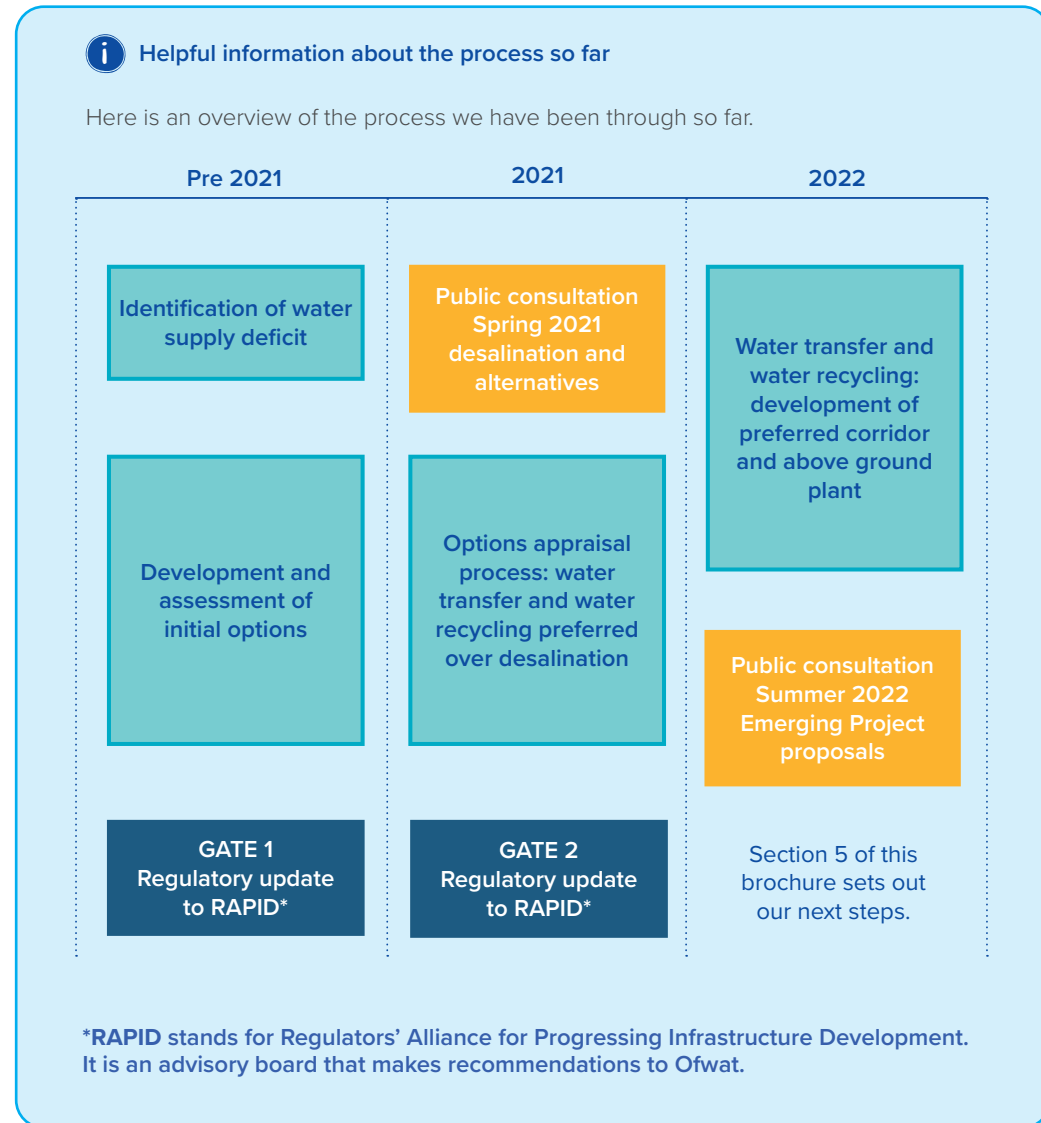 i
Helpful information about the process so far
Here is an overview of the process we have been through so far.
Pre 2021
Identification of water
supply deficit
Development and
assessment of
initial options
GATE 1
Regulatory update
to RAPID*
2021
Public consultation
Spring 2021
desalination and
alternatives
Options appraisal
process: water
transfer and water
recycling preferred
over desalination
GATE 2
Regulatory update
to RAPID*
2022
Water transfer and
water recycling:
development of
preferred corridor
and above ground
plant
Public consultation
Summer 2022
Emerging Project
proposals
Section 5 of this
brochure sets out
our next steps.
*RAPID stands for Regulators’ Alliance for Progressing Infrastructure Development.
It is an advisory board that makes recommendations to Ofwat.